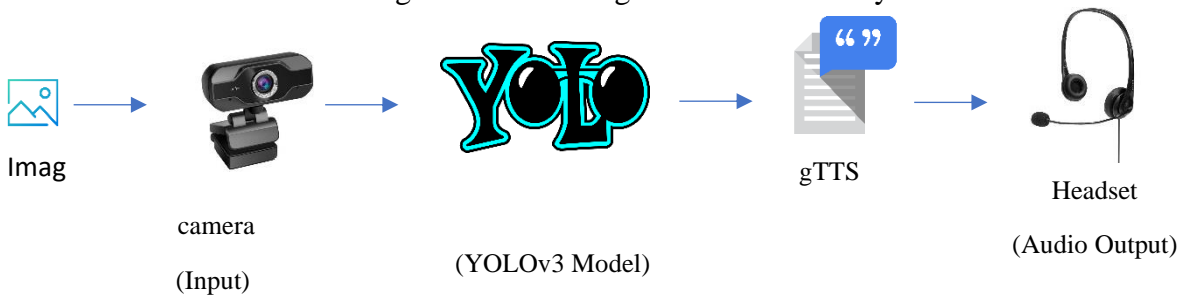 YOLO
“ ”
Imag
gTTS
Headset
camera
(Audio Output)
(YOLOv3 Model)
(Input)